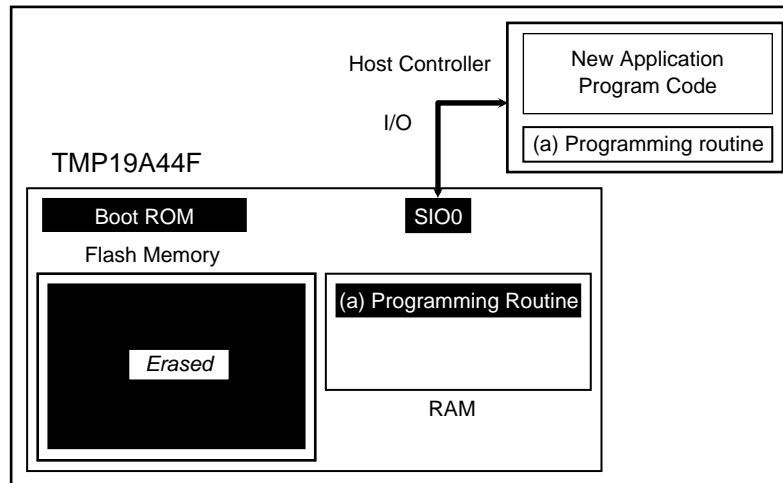 Host Controller
New Application
Program Code
I/O
(a) Programming routine
TMP19A44F
Boot ROM
SIO0
Flash Memory
(a) Programming Routine
Erased
RAM